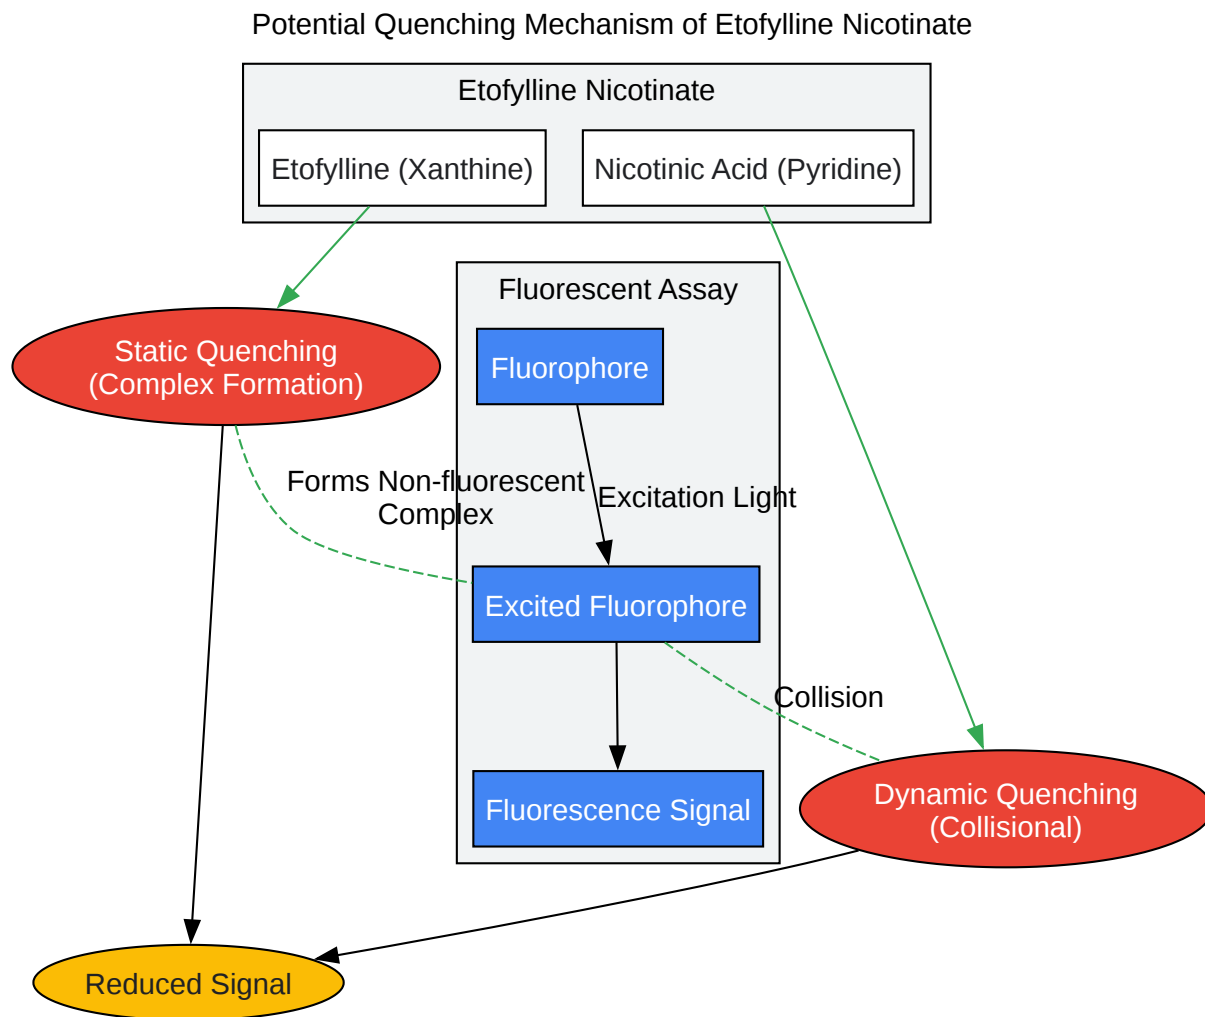 Potential Quenching Mechanism of Etofylline Nicotinate
Etofylline Nicotinate
Etofylline (Xanthine)
Nicotinic Acid (Pyridine)
Fluorescent Assay
Fluorophore
Static Quenching
(Complex Formation)
Forms Non-fluorescent
Complex
Excitation Light
Excited Fluorophore
Collision
Fluorescence Signal
Dynamic Quenching
(Collisional)
Reduced Signal